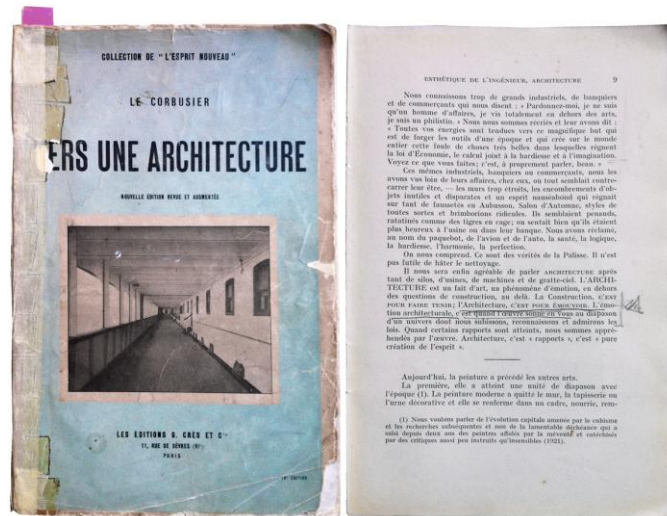 COLLECTION DE "L'ESPRIT NOUVEAU"
LE CORBUSIER
ERS UNE ARCHITECTURE
NOUVELLE ÉDITION REVUE ET AUGMENTÉE
LES EDITIONS G. CRÈS ET Cie
11, RUE DE SÈVRES (6e)
PARIS
ÉDITION
ESTHÉTIQUE DE L'INGÉNIEUR, ARCHITECTURE 9
Nous connaissons trop de grands industriels, de banquiers
et de commerçants qui nous disent : « Pardonnez-moi, je ne suis
qu'un homme d'affaires, je vis totalement en dehors des arts,
je suis un philistin. » Nous nous sommes récriés et leur avons dit :
« Toutes vos énergies sont tendues vers ce magnifique but qui
est de forger les outils d'une époque et qui crée sur le monde
entier cette foule de choses très belles dans lesquelles règnent
la loi d'Économie, le calcul joint à la hardiesse et à l'imagination.
Voyez ce que vous faites; c'est, à proprement parler, beau. »
Ces mêmes industriels, banquiers ou commerçants, nous les
avons vus loin de leurs affaires, chez eux, où tout semblait contre-
carrer leur être, — les murs trop étroits, les encombrements d'ob-
jets inutiles et disparates et un esprit nauséabond qui régnait
sur tant de faussetés en Aubusson, Salon d'Automne, styles de
toutes sortes et brimborions ridicules. Ils semblaient penauds,
ratatinés comme des tigres en cage; on sentait bien qu'ils étaient
plus heureux à l'usine ou dans leur banque. Nous avons réclamé,
au nom du paquebot, de l'avion et de l'auto, la santé, la logique,
la hardiesse, l'harmonie, la perfection.
On nous comprend. Ce sont des vérités de la Palisse. Il n'est
pas futile de hâter le nettoyage.
Il nous sera enfin agréable de parler ARCHITECTURE après
tant de silos, d'usines, de machines et de gratte-ciel. L'ARCHI-
TECTURE est un fait d'art, un phénomène d'émotion, en dehors
des questions de construction, au delà. La Construction, C'EST
POUR FAIRE TENIR; l'Architecture, C'EST POUR ÉMOUVOIR. L'émo-
tion architecturale, c'est quand l'œuvre sonne en vous au diapason
d'un univers dont nous subissons, reconnaissons et admirons les
lois. Quand certains rapports sont atteints, nous sommes appré-
hendés par l'œuvre. Architecture, c'est « rapports », c'est « pure
création de l'esprit ».
Aujourd'hui, la peinture a précédé les autres arts.
La première, elle a atteint une unité de diapason avec
l'époque (1). La peinture moderne a quitté le mur, la tapisserie ou
l'urne décorative et elle se renferme dans un cadre, nourrie, rem-
(1) Nous voulons parler de l'évolution capitale amenée par le cubisme
et les recherches subséquentes et non de la lamentable déchéance qui a
saisi depuis deux ans des peintres affolés par la mévente et catéchisés
par des critiques aussi peu instruits qu'insensibles (1921).